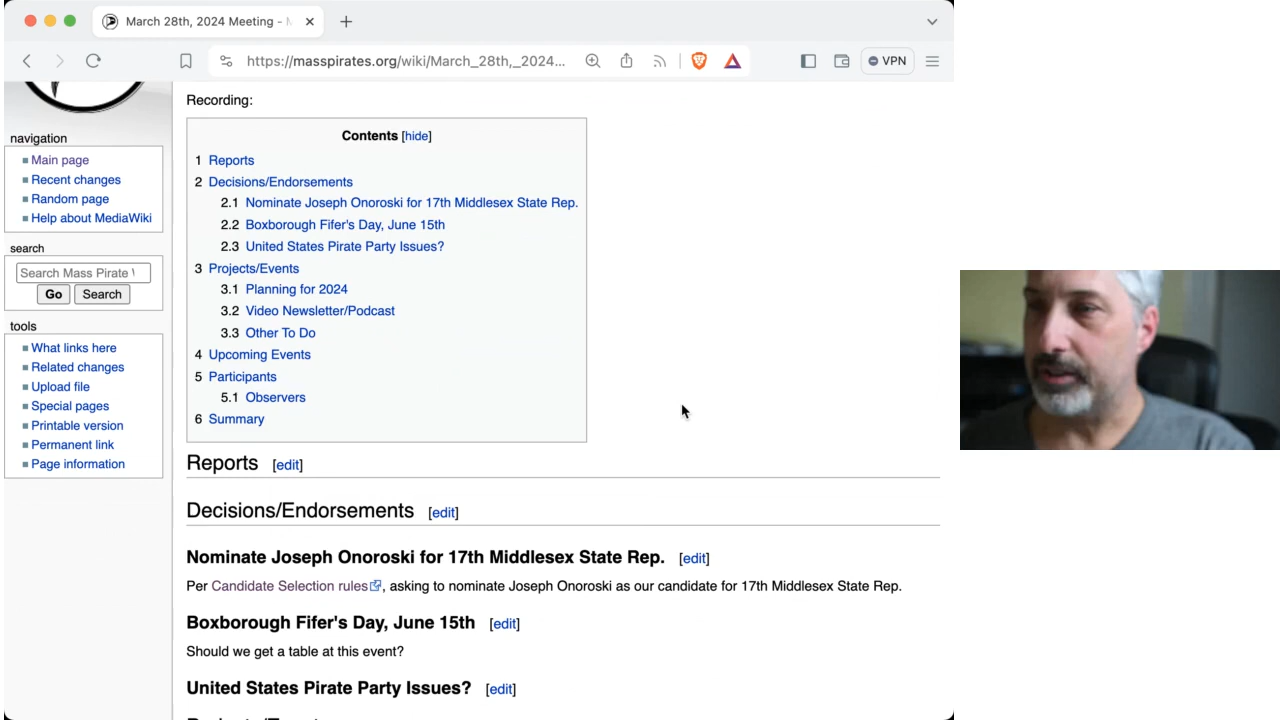 March 28th, 2024 Meeting -
https://masspirates.org/wiki/March_28th,_2024...
VPN
Recording:
navigation
Main page
Recent changes
Random page
Help about MediaWiki
search
Search Mass Pirate
Go Search
tools
What links here
Related changes
Upload file
Special pages
Printable version
Permanent link
Page information
Contents [hide]
1 Reports
2 Decisions/Endorsements
2.1 Nominate Joseph Onoroski for 17th Middlesex State Rep.
2.2 Boxborough Fifer's Day, June 15th
2.3 United States Pirate Party Issues?
3 Projects/Events
3.1 Planning for 2024
3.2 Video Newsletter/Podcast
3.3 Other To Do
4 Upcoming Events
5 Participants
5.1 Observers
6 Summary
Reports [edit]
Decisions/Endorsements [edit]
Nominate Joseph Onoroski for 17th Middlesex State Rep. [edit]
Per Candidate Selection rules, asking to nominate Joseph Onoroski as our candidate for 17th Middlesex State Rep.
Boxborough Fifer's Day, June 15th [edit]
Should we get a table at this event?
United States Pirate Party Issues? [edit]